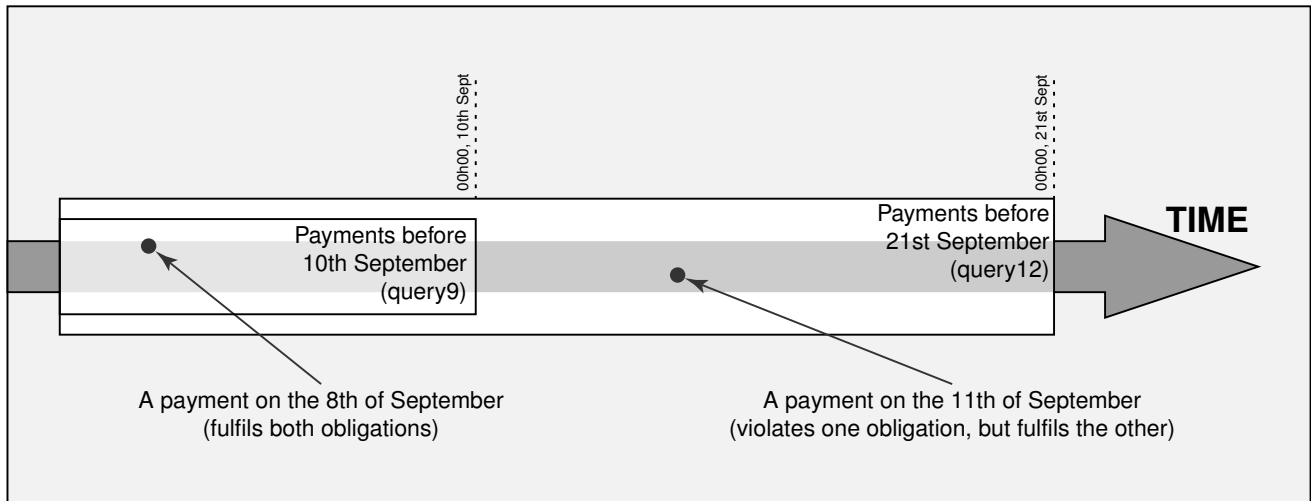 00h00, 10th Sept
00h00, 21st Sept
TIME
Payments before
10th September
(query9)
Payments before
21st September
(query12)
A payment on the 8th of September
(fulfils both obligations)
A payment on the 11th of September
(violates one obligation, but fulfils the other)